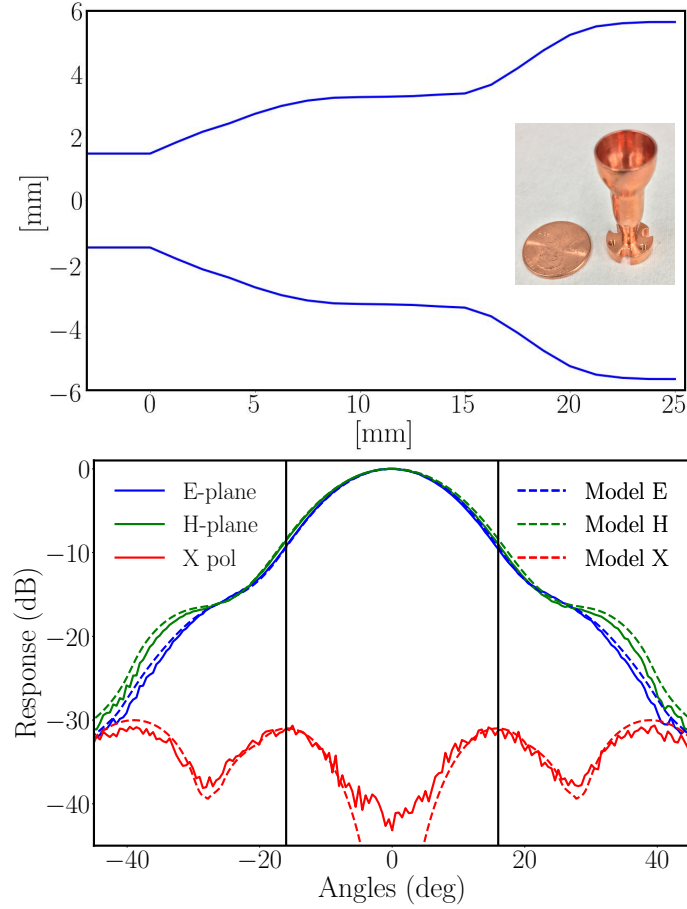 6
4
2
0
−2
−4
−6
[mm]
0 5 10 15 20 25
[mm]
0
−10
−20
−30
−40
Response (dB)
E-plane
H-plane
X pol
Model E
Model H
Model X
−40 −20 0 20 40
Angles (deg)